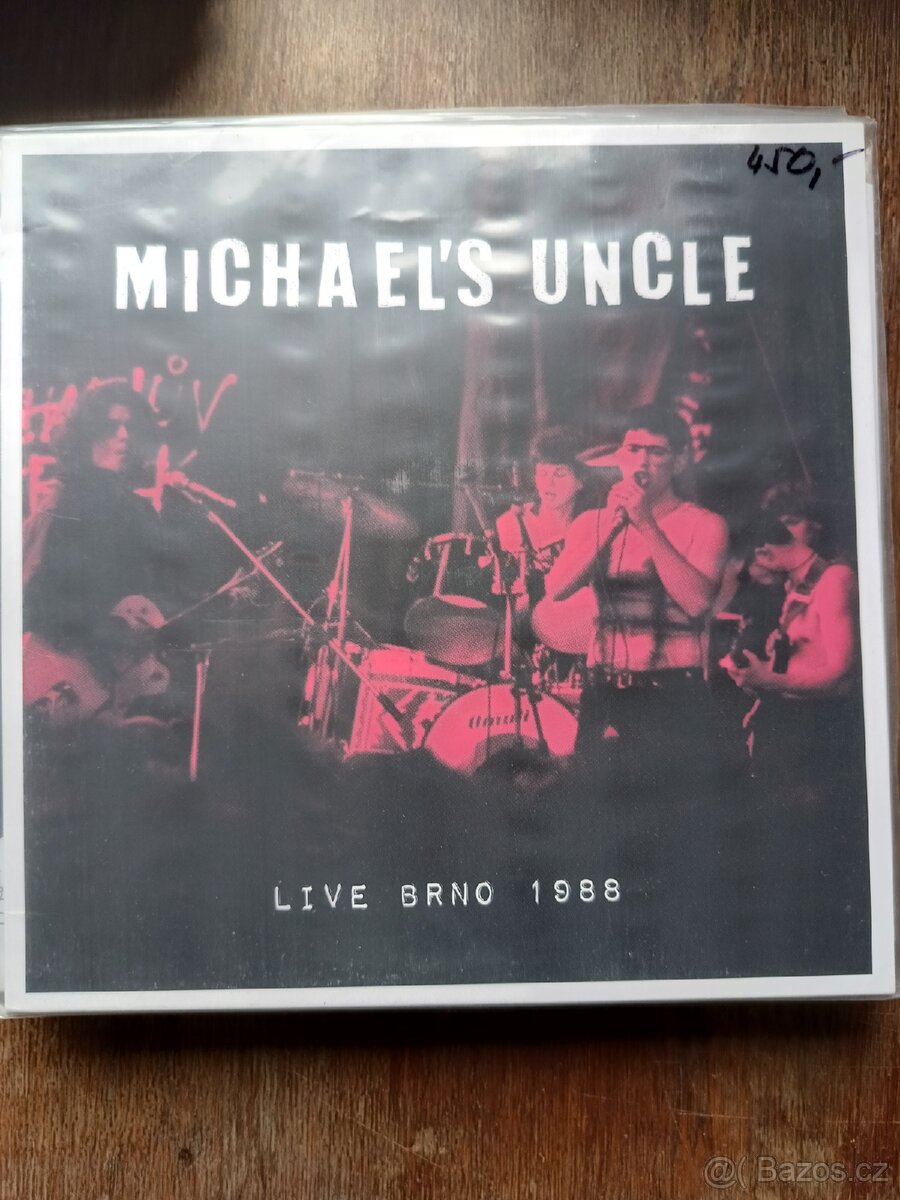 450,-
MICHAEL'S UNCLE
LIVE BRNO 1988
@( Bazos.cz